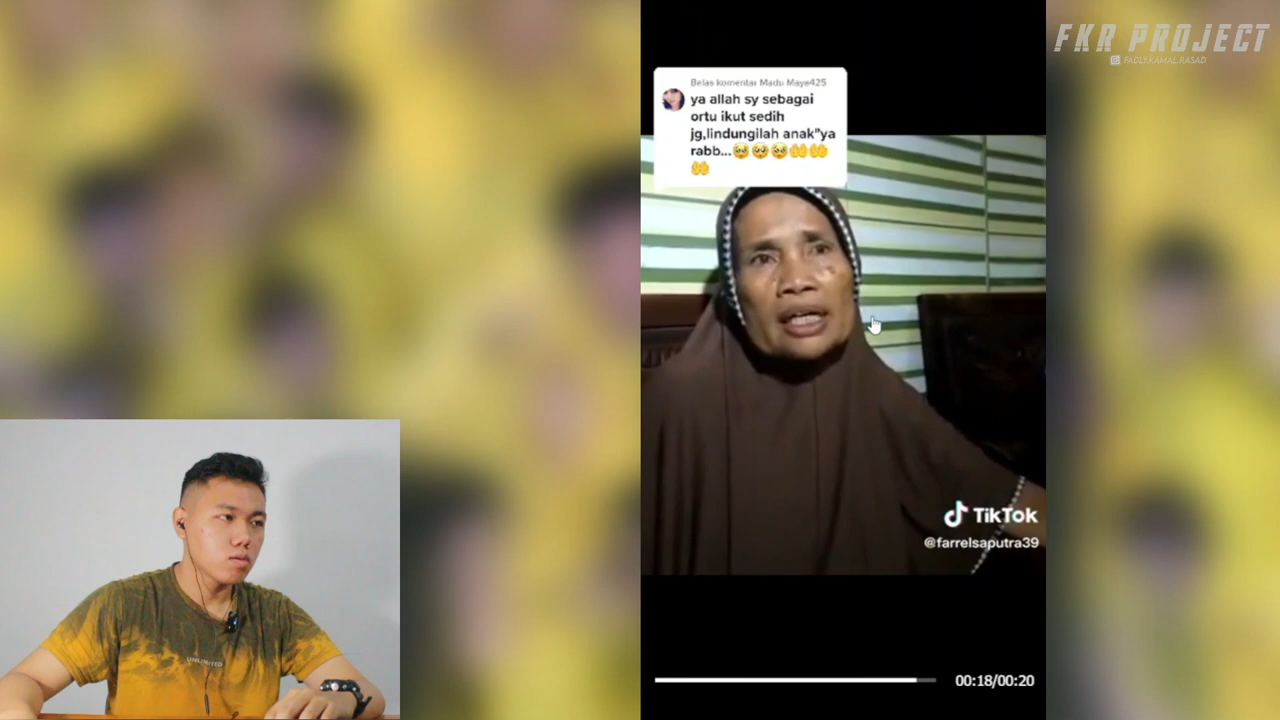 FKR PROJECT
FADLY.KAMAL.RASAD
Belas komentar Madu Maye425
ya allah sy sebagai
ortu ikut sedih
jg,lindungilah anak"ya
rabb...🥹🥹🥹🤲🤲
🤲
TikTok
@farrelsaputra39
UNLIMITED
00:18/00:20